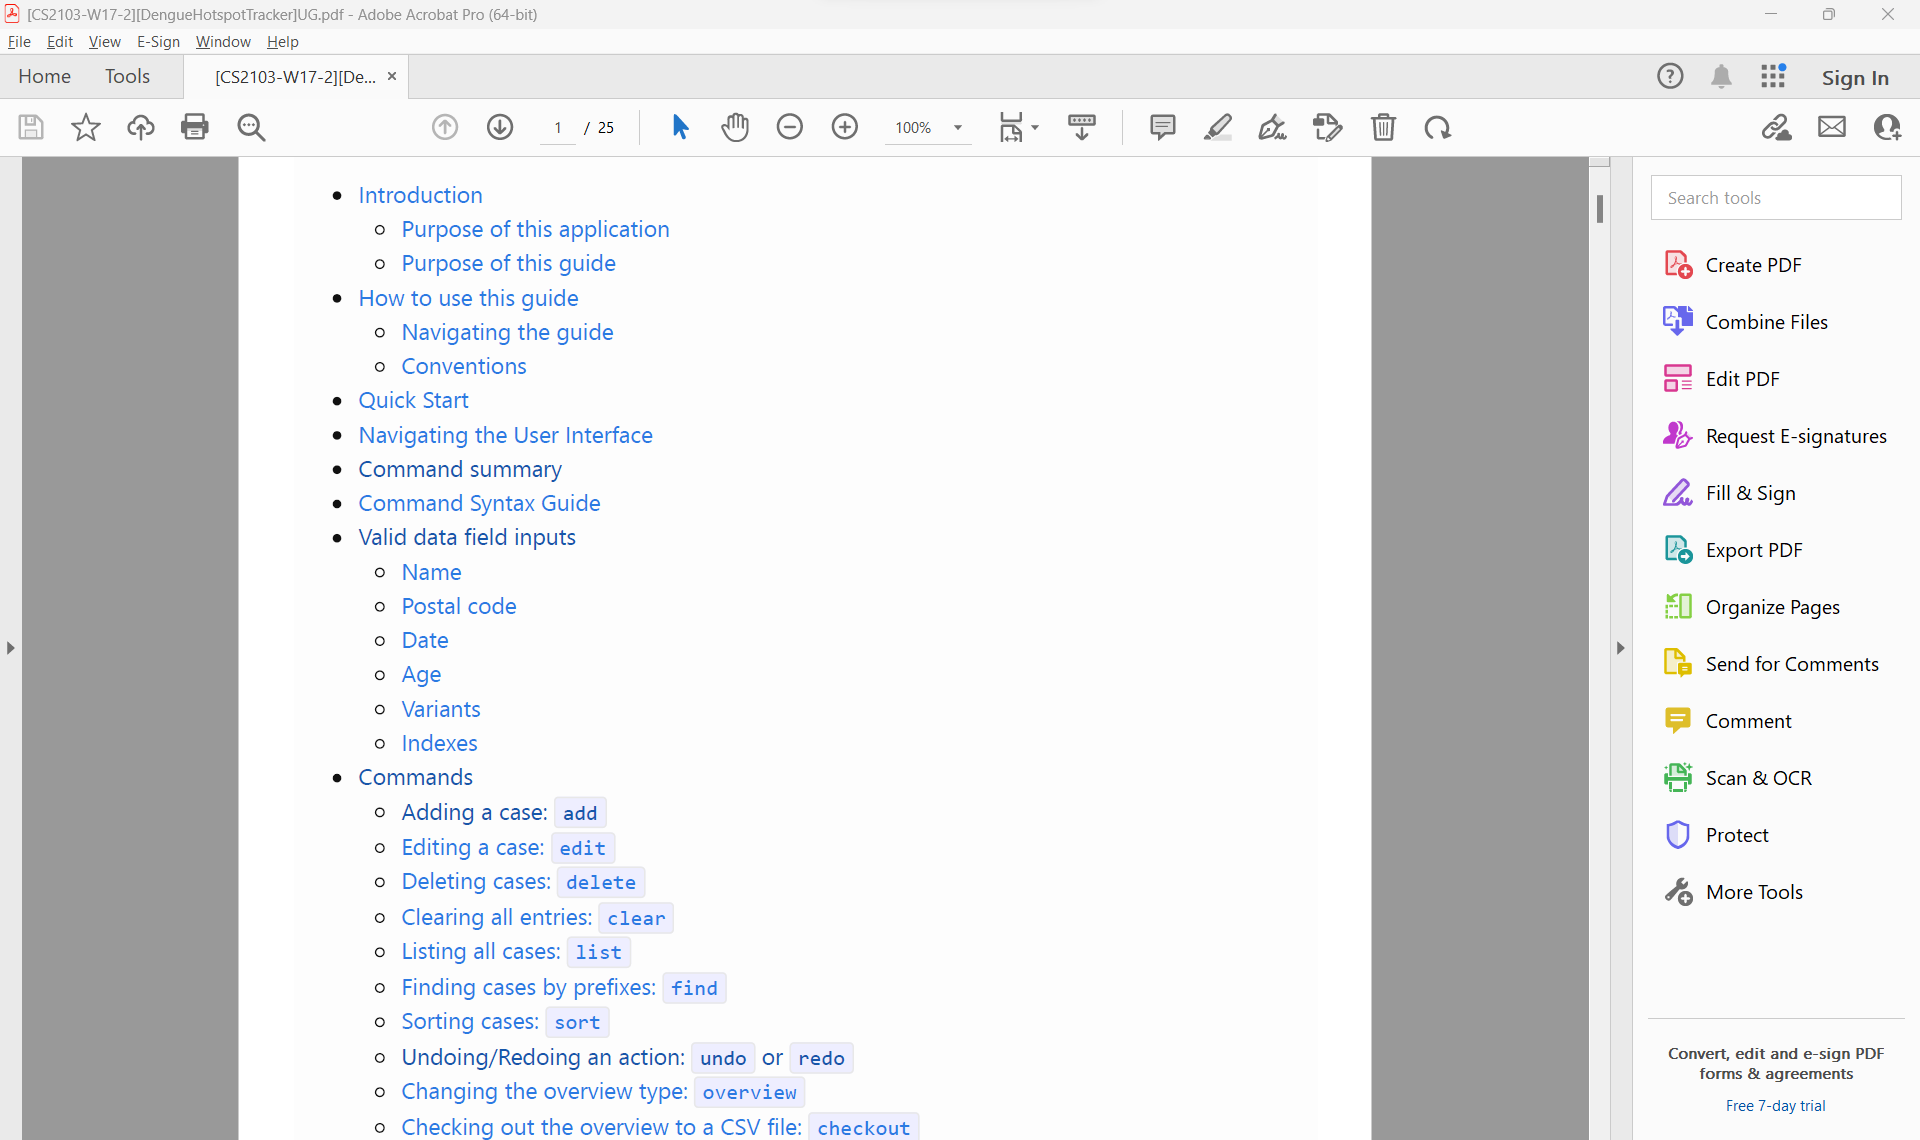 [CS2103-W17-2][DengueHotspotTracker]UG.pdf - Adobe Acrobat Pro (64-bit)
File Edit View E-Sign Window Help
Home Tools [CS2103-W17-2][De... × Sign In
1 / 25 100%
Introduction
Purpose of this application
Purpose of this guide
How to use this guide
Navigating the guide
Conventions
Quick Start
Navigating the User Interface
Command summary
Command Syntax Guide
Valid data field inputs
Name
Postal code
Date
Age
Variants
Indexes
Commands
Adding a case: add
Editing a case: edit
Deleting cases: delete
Clearing all entries: clear
Listing all cases: list
Finding cases by prefixes: find
Sorting cases: sort
Undoing/Redoing an action: undo or redo
Changing the overview type: overview
Checking out the overview to a CSV file: checkout
Search tools
Create PDF
Combine Files
Edit PDF
Request E-signatures
Fill & Sign
Export PDF
Organize Pages
Send for Comments
Comment
Scan & OCR
Protect
More Tools
Convert, edit and e-sign PDF
forms & agreements
Free 7-day trial